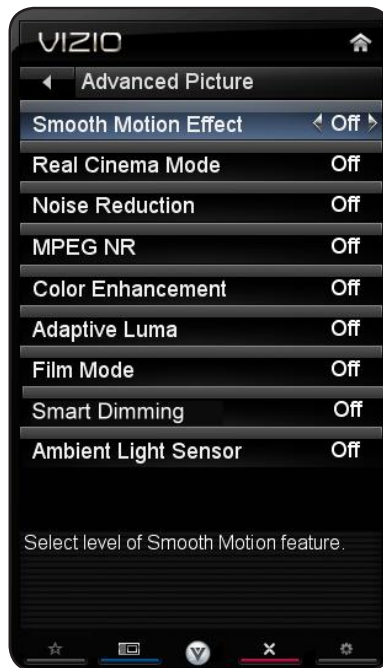 VIZIO
Advanced Picture
Smooth Motion Effect Off
Real Cinema Mode Off
Noise Reduction Off
MPEG NR Off
Color Enhancement Off
Adaptive Luma Off
Film Mode Off
Smart Dimming Off
Ambient Light Sensor Off
Select level of Smooth Motion feature.
V